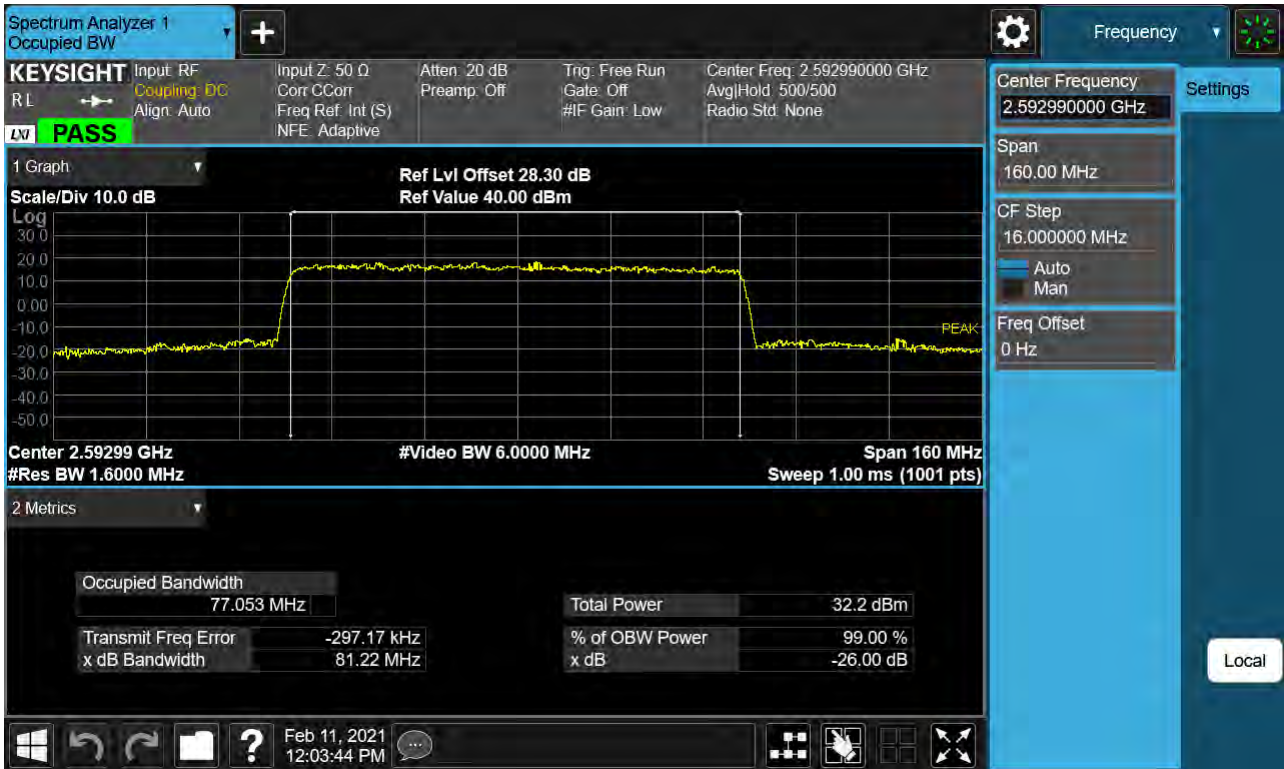 Spectrum Analyzer 1
Occupied BW
Frequency
KEYSIGHT
RL
LXI
PASS
Input: RF
Coupling: DC
Align: Auto
Input Z: 50 Ω
Corr CCorr
Freq Ref: Int (S)
NFE: Adaptive
Atten: 20 dB
Preamp: Off
Trig: Free Run
Gate: Off
#IF Gain: Low
Center Freq: 2.592990000 GHz
Avg|Hold: 500/500
Radio Std: None
1 Graph
Scale/Div 10.0 dB
Ref Lvl Offset 28.30 dB
Ref Value 40.00 dBm
Log
30.0
20.0
10.0
0.00
-10.0
-20.0
-30.0
-40.0
-50.0
PEAK
Center 2.59299 GHz
#Video BW 6.0000 MHz
Span 160 MHz
#Res BW 1.6000 MHz
Sweep 1.00 ms (1001 pts)
2 Metrics
Occupied Bandwidth
77.053 MHz
Transmit Freq Error -297.17 kHz
x dB Bandwidth 81.22 MHz
Total Power 32.2 dBm
% of OBW Power 99.00 %
x dB -26.00 dB
Center Frequency
2.592990000 GHz
Span
160.00 MHz
CF Step
16.000000 MHz
Auto
Man
Freq Offset
0 Hz
Settings
Local
Feb 11, 2021
12:03:44 PM